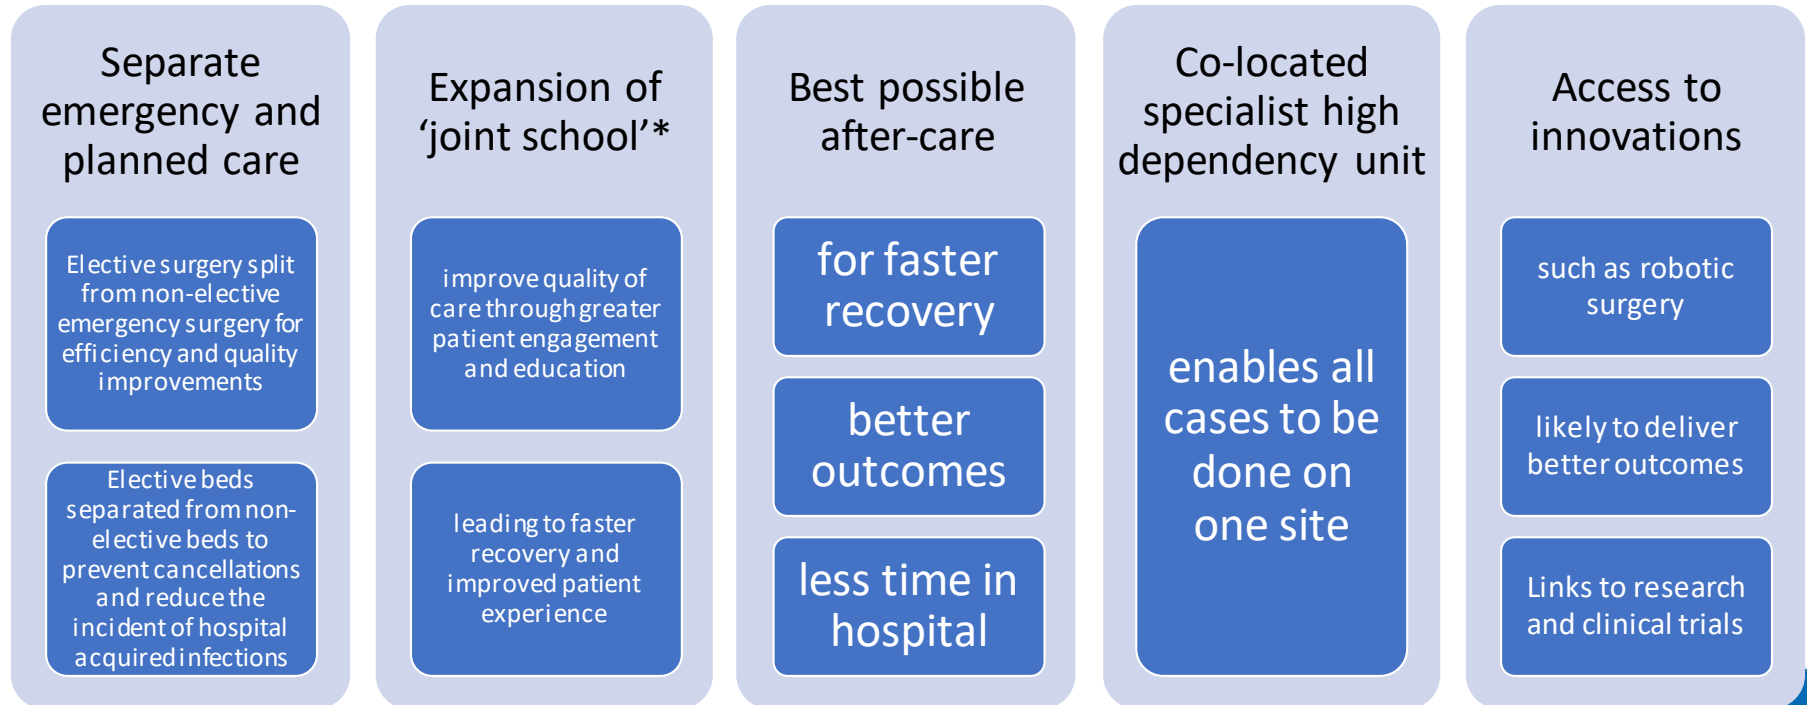 Separate
emergency and
planned care
Elective surgery split
from non-elective
emergency surgery for
efficiency and quality
improvements
Elective beds
separated from non-
elective beds to
prevent cancellations
and reduce the
incident of hospital
acquired infections
Expansion of
‘joint school’*
improve quality of
care through greater
patient engagement
and education
leading to faster
recovery and
improved patient
experience
Best possible
after-care
for faster
recovery
better
outcomes
less time in
hospital
Co-located
specialist high
dependency unit
enables all
cases to be
done on
one site
Access to
innovations
such as robotic
surgery
likely to deliver
better outcomes
Links to research
and clinical trials